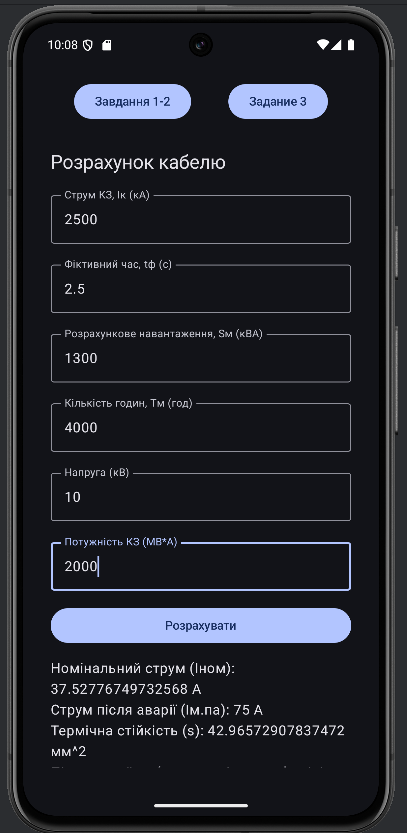 10:08
Завдання 1-2
Задание 3
Розрахунок кабелю
Струм КЗ, Ік (кА)
2500
Фіктивний час, tф (с)
2.5
Розрахункове навантаження, Sм (кВА)
1300
Кількість годин, Тм (год)
4000
Напруга (кВ)
10
Потужність КЗ (МВ*А)
2000
Розрахувати
Номінальний струм (Іном):
37.52776749732568 А
Струм після аварії (Ім.па): 75 А
Термічна стійкість (s): 42.96572907837472
мм^2